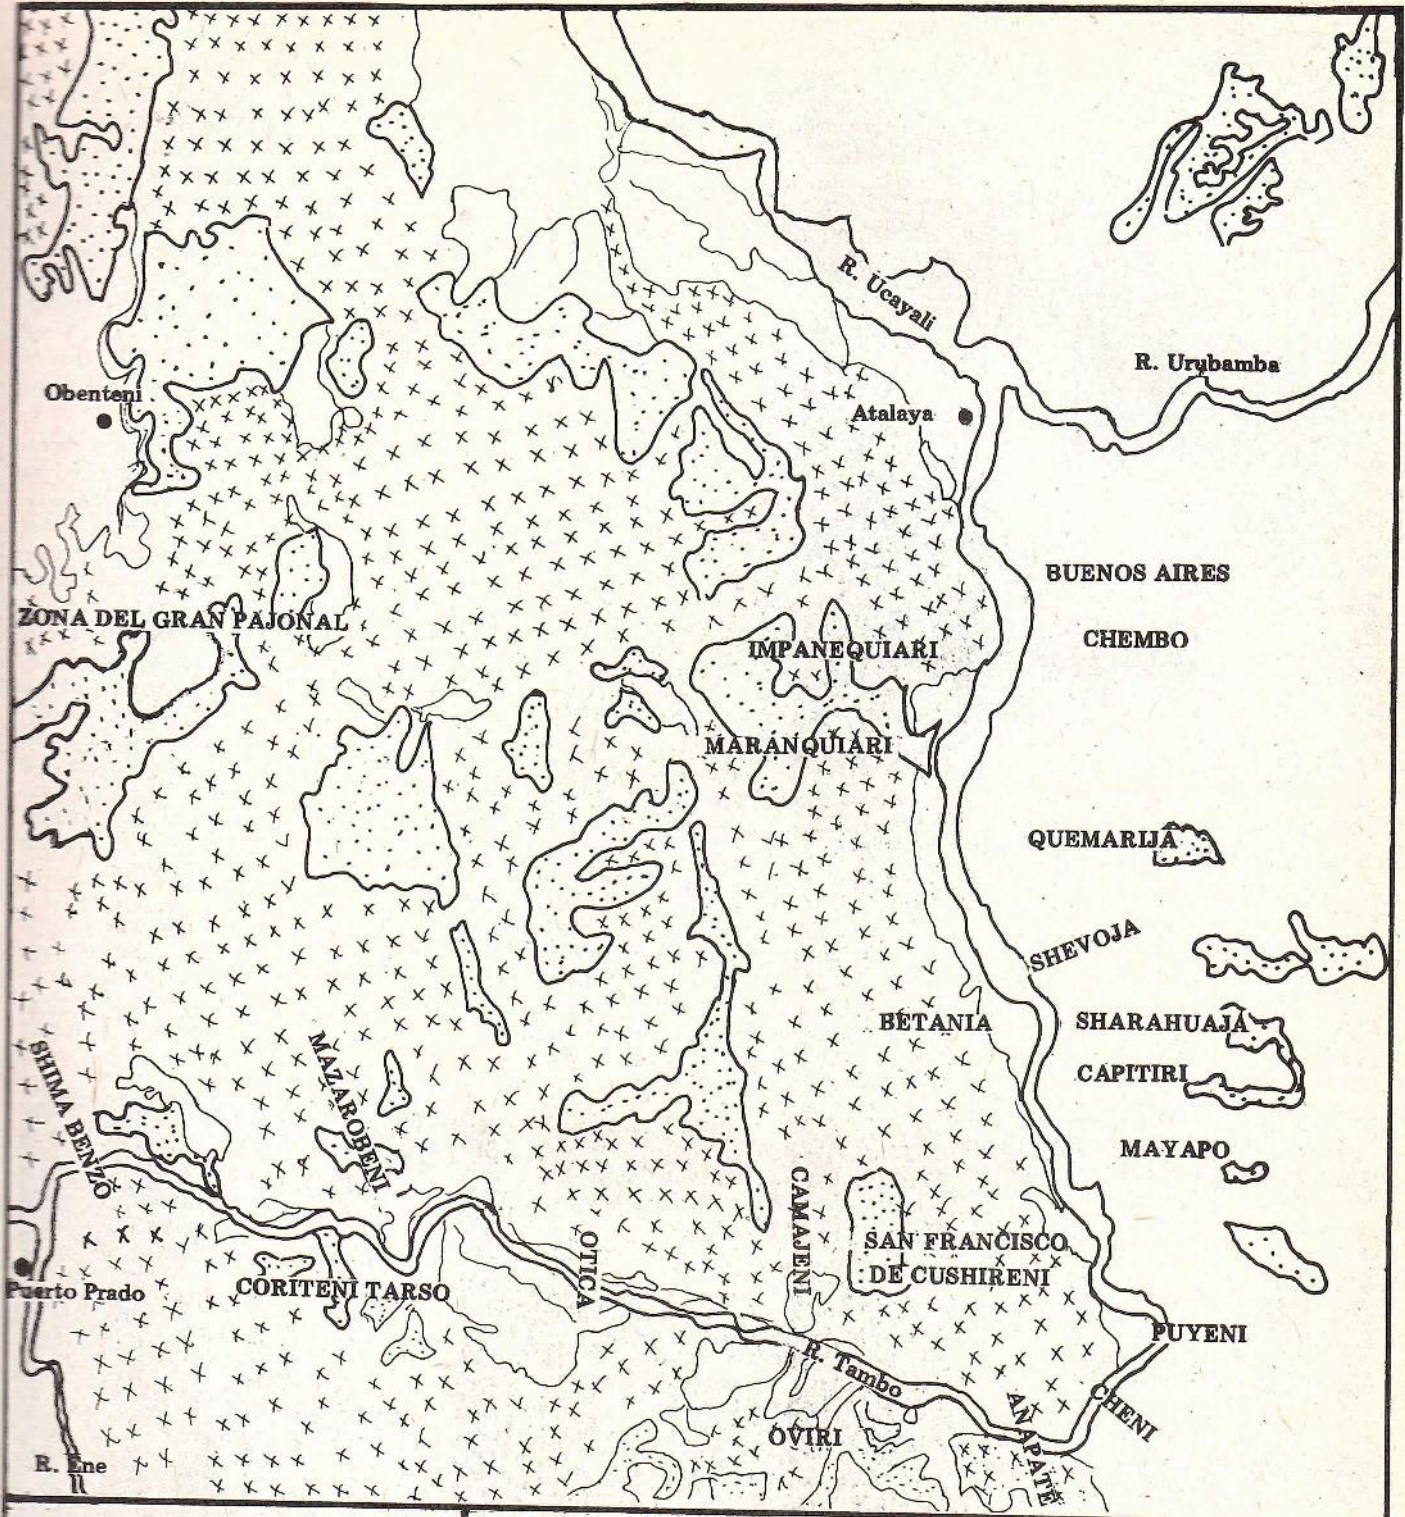 R. Ucayali
R. Urubamba
Obenteni
Atalaya
BUENOS AIRES
ZONA DEL GRAN PAJONAL
CHEMBO
IMPANEQUIARI
MARANQUIARI
QUEMARIJA
SHEVOJA
BETANIA
SHARAHUAJA
CAPITIRI
SHIMA BENZO
MAZAROBENI
MAYAPO
CAMAJENI
OTICA
SAN FRANCISCO
DE CUSHIRENI
Puerto Prado
CORITENI TARSO
PUYENI
R. Tambo
CHENI
ANAPATE
OVIRI
R. Ene